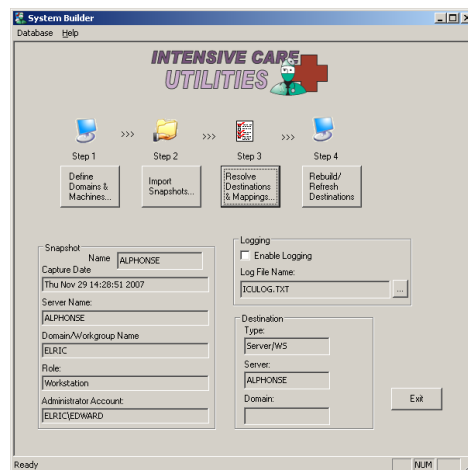 System Builder
Database Help
INTENSIVE CARE
UTILITIES
>>> >>> >>>
Step 1 Step 2 Step 3 Step 4
Define
Domains &
Machines...
Import
Snapshots...
Resolve
Destinations
& Mappings...
Rebuild/
Refresh
Destinations
Snapshot
Name ALPHONSE
Capture Date
Thu Nov 29 14:28:51 2007
Server Name:
ALPHONSE
Domain/Workgroup Name
ELRIC
Role:
Workstation
Administrator Account:
ELRIC\EDWARD
Logging
Enable Logging
Log File Name:
ICULOG.TXT ...
Destination
Type:
Server/WS
Server:
ALPHONSE
Domain:
Exit
Ready NUM